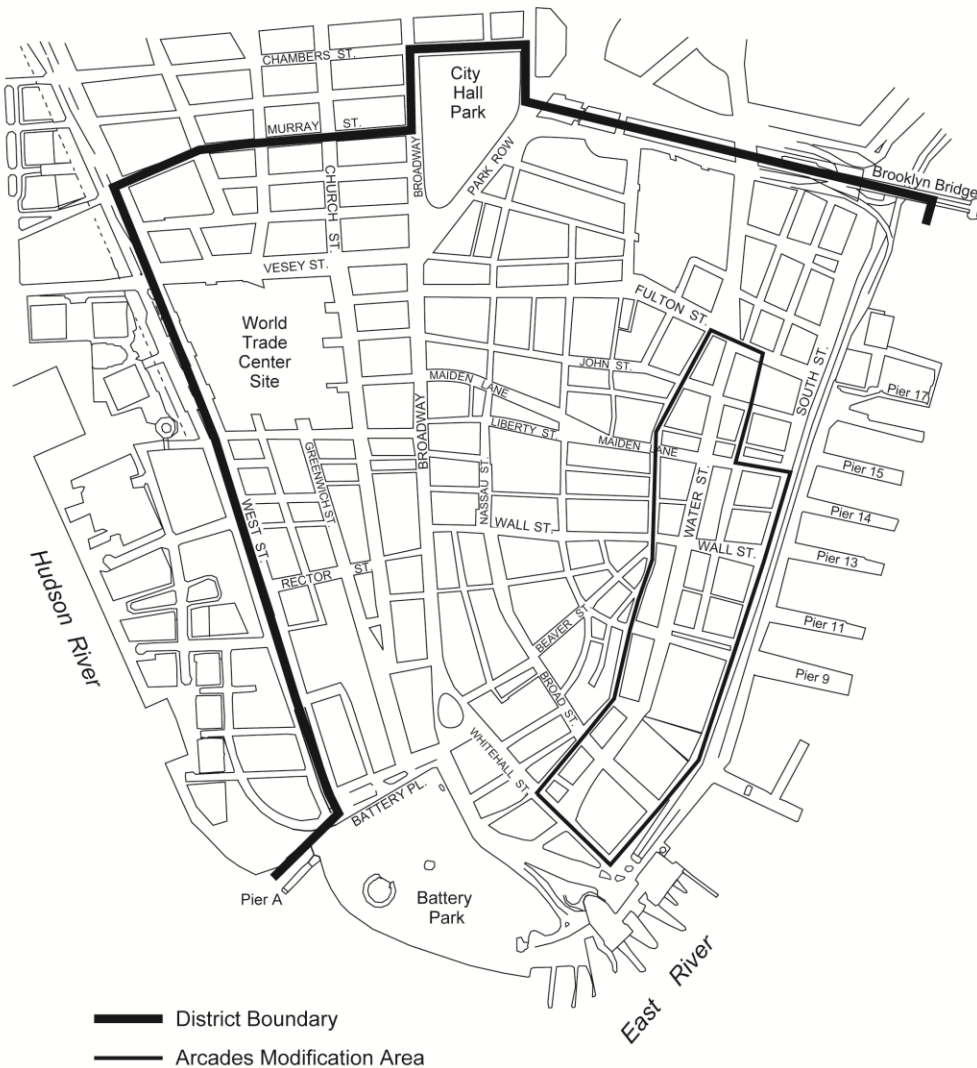 CHAMBERS ST.
City
Hall
Park
MURRAY ST.
BROADWAY
PARK ROW
CHURCH ST.
Brooklyn Bridge
VESEY ST.
FULTON ST.
World
Trade
Center
Site
JOHN ST.
SOUTH ST.
MAIDEN LANE
Pier 17
BROADWAY
LIBERTY ST.
MAIDEN LANE
GREENWICH ST.
Pier 15
NASSAU ST.
WATER ST.
WEST ST.
Pier 14
WALL ST.
WALL ST.
Pier 13
Hudson River
RECTOR ST.
BEAVER ST.
Pier 11
BROAD ST.
Pier 9
WHITEHALL ST.
BATTERY PL.
Pier A
Battery
Park
East River
District Boundary
Arcades Modification Area